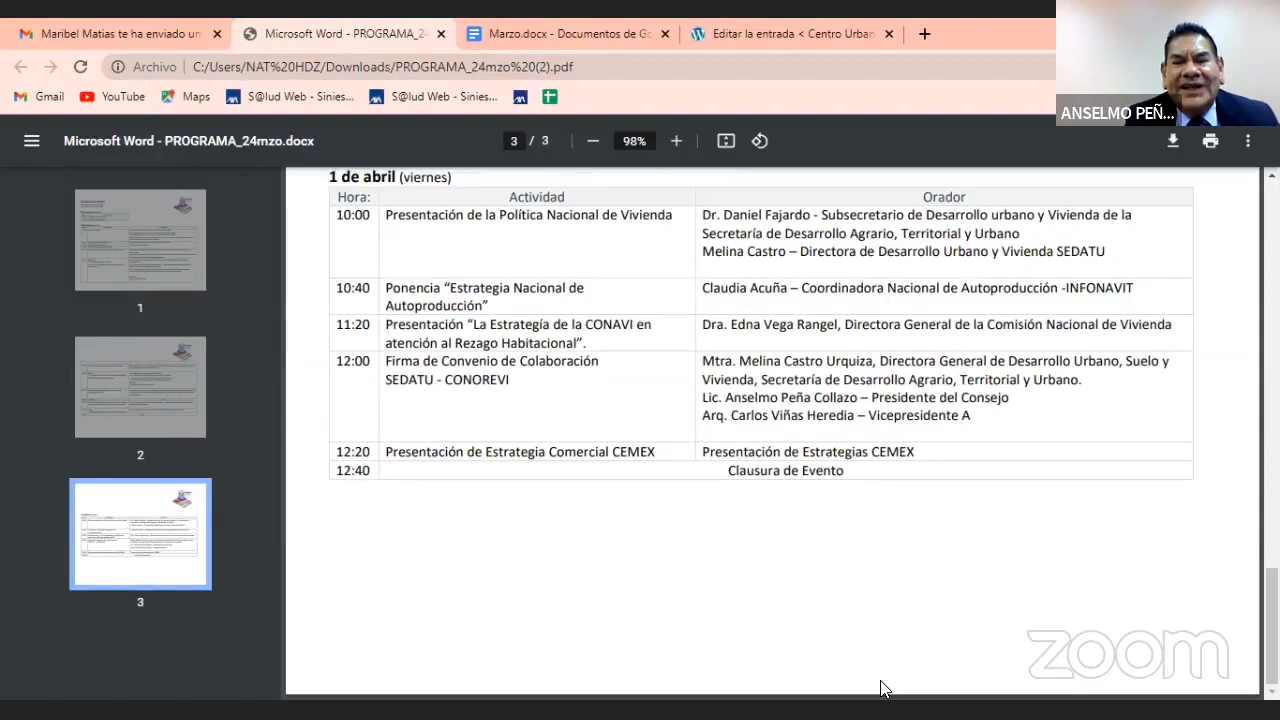 Maribel Matias te ha enviado un
Microsoft Word - PROGRAMA_24
Marzo.docx - Documentos de Go
Editar la entrada < Centro Urban
Archivo
C:/Users/NAT%20HDZ/Downloads/PROGRAMA_24mzo%20(2).pdf
Gmail
YouTube
Maps
S@lud Web - Sinies...
S@lud Web - Sinies...
ANSELMO PEÑ...
Microsoft Word - PROGRAMA_24mzo.docx
3 / 3
98%
1
2
3
1 de abril (viernes)
Hora: Actividad Orador
10:00 Presentación de la Política Nacional de Vivienda Dr. Daniel Fajardo - Subsecretario de Desarrollo urbano y Vivienda de la
Secretaría de Desarrollo Agrario, Territorial y Urbano
Melina Castro – Directora de Desarrollo Urbano y Vivienda SEDATU
10:40 Ponencia “Estrategia Nacional de Claudia Acuña – Coordinadora Nacional de Autoproducción -INFONAVIT
Autoproducción”
11:20 Presentación “La Estrategía de la CONAVI en Dra. Edna Vega Rangel, Directora General de la Comisión Nacional de Vivienda
atención al Rezago Habitacional”.
12:00 Firma de Convenio de Colaboración Mtra. Melina Castro Urquiza, Directora General de Desarrollo Urbano, Suelo y
SEDATU - CONOREVI Vivienda, Secretaría de Desarrollo Agrario, Territorial y Urbano.
Lic. Anselmo Peña Collazo – Presidente del Consejo
Arq. Carlos Viñas Heredia – Vicepresidente A
12:20 Presentación de Estrategia Comercial CEMEX Presentación de Estrategias CEMEX
12:40 Clausura de Evento
zoom